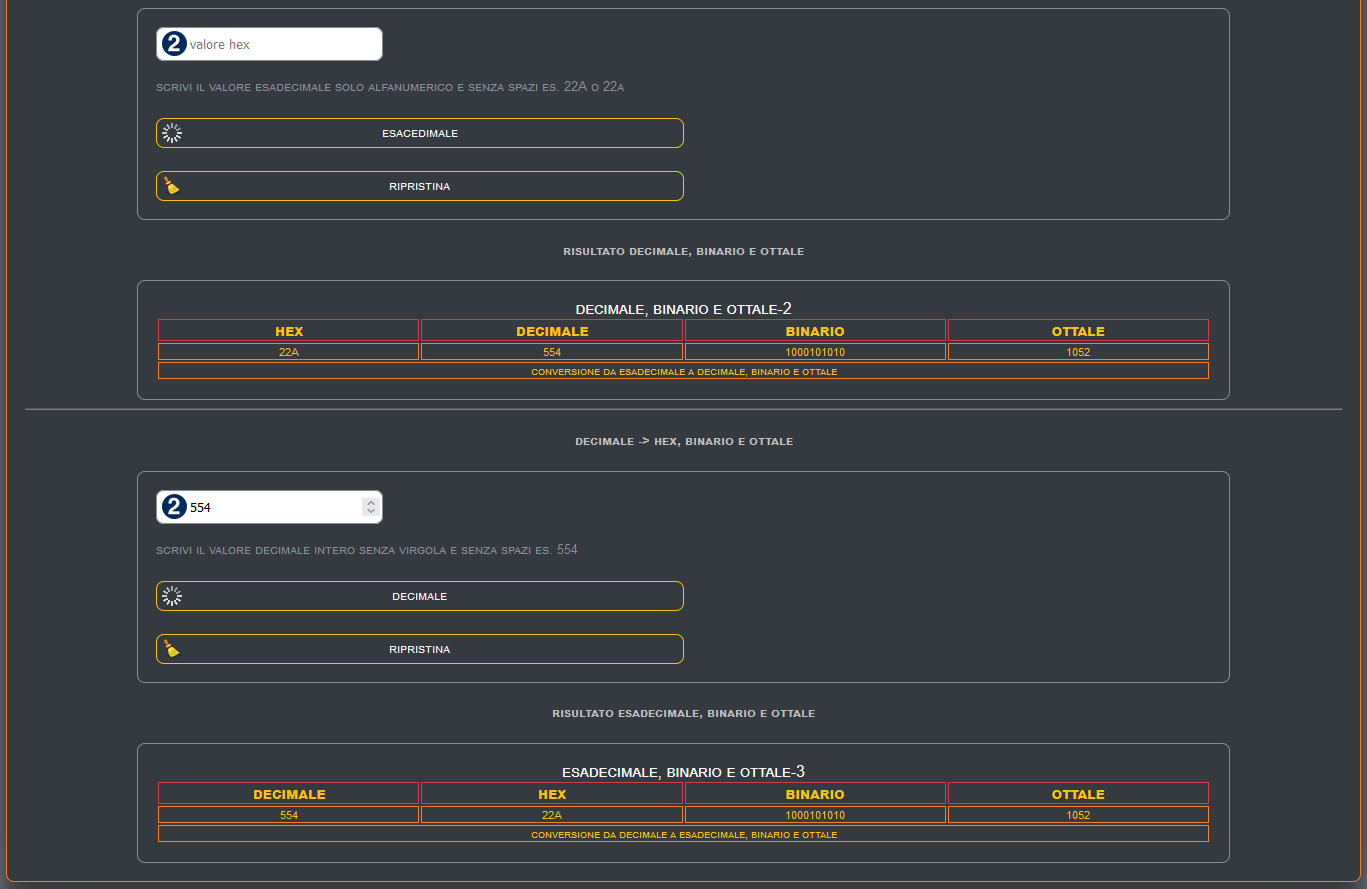 2 valore hex
SCRIVI IL VALORE ESADECIMALE SOLO ALFANUMERICO E SENZA SPAZI ES. 22A O 22A
ESACEDIMALE
RIPRISTINA
RISULTATO DECIMALE, BINARIO E OTTALE
DECIMALE, BINARIO E OTTALE-2
HEX DECIMALE BINARIO OTTALE
22A 554 1000101010 1052
CONVERSIONE DA ESADECIMALE A DECIMALE, BINARIO E OTTALE
DECIMALE -> HEX, BINARIO E OTTALE
2 554
SCRIVI IL VALORE DECIMALE INTERO SENZA VIRGOLA E SENZA SPAZI ES. 554
DECIMALE
RIPRISTINA
RISULTATO ESADECIMALE, BINARIO E OTTALE
ESADECIMALE, BINARIO E OTTALE-3
DECIMALE HEX BINARIO OTTALE
554 22A 1000101010 1052
CONVERSIONE DA DECIMALE A ESADECIMALE, BINARIO E OTTALE